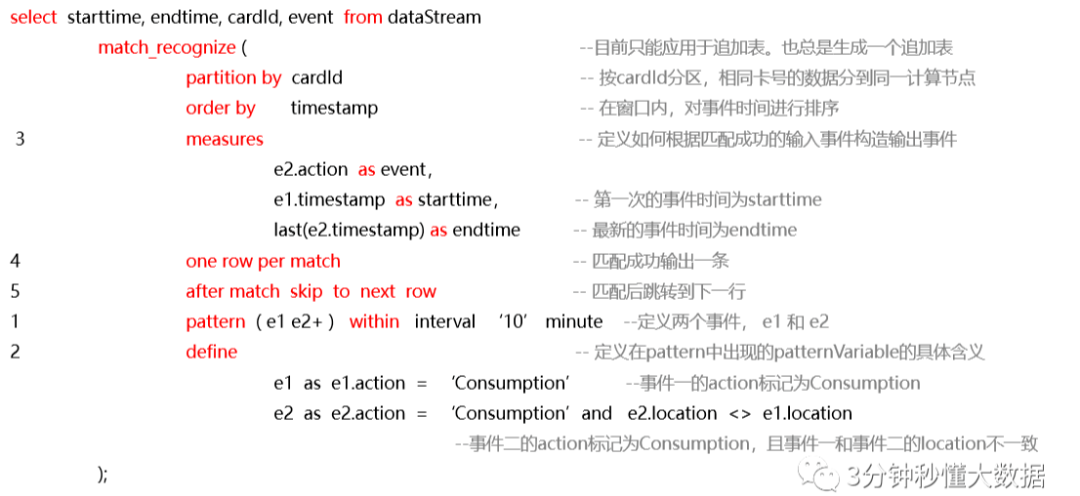 select starttime, endtime, cardId, event from dataStream
match_recognize ( --目前只能应用于追加表。也总是生成一个追加表
partition by cardId -- 按cardId分区，相同卡号的数据分到同一计算节点
order by timestamp -- 在窗口内，对事件时间进行排序
3 measures -- 定义如何根据匹配成功的输入事件构造输出事件
e2.action as event,
e1.timestamp as starttime, -- 第一次的事件时间为starttime
last(e2.timestamp) as endtime -- 最新的事件时间为endtime
4 one row per match -- 匹配成功输出一条
5 after match skip to next row -- 匹配后跳转到下一行
1 pattern ( e1 e2+ ) within interval ‘10’ minute --定义两个事件， e1 和 e2
2 define -- 定义在pattern中出现的patternVariable的具体含义
e1 as e1.action = ‘Consumption’ --事件一的action标记为Consumption
e2 as e2.action = ‘Consumption’ and e2.location <> e1.location
--事件二的action标记为Consumption，且事件一和事件二的location不一致
);
3分钟秒懂大数据